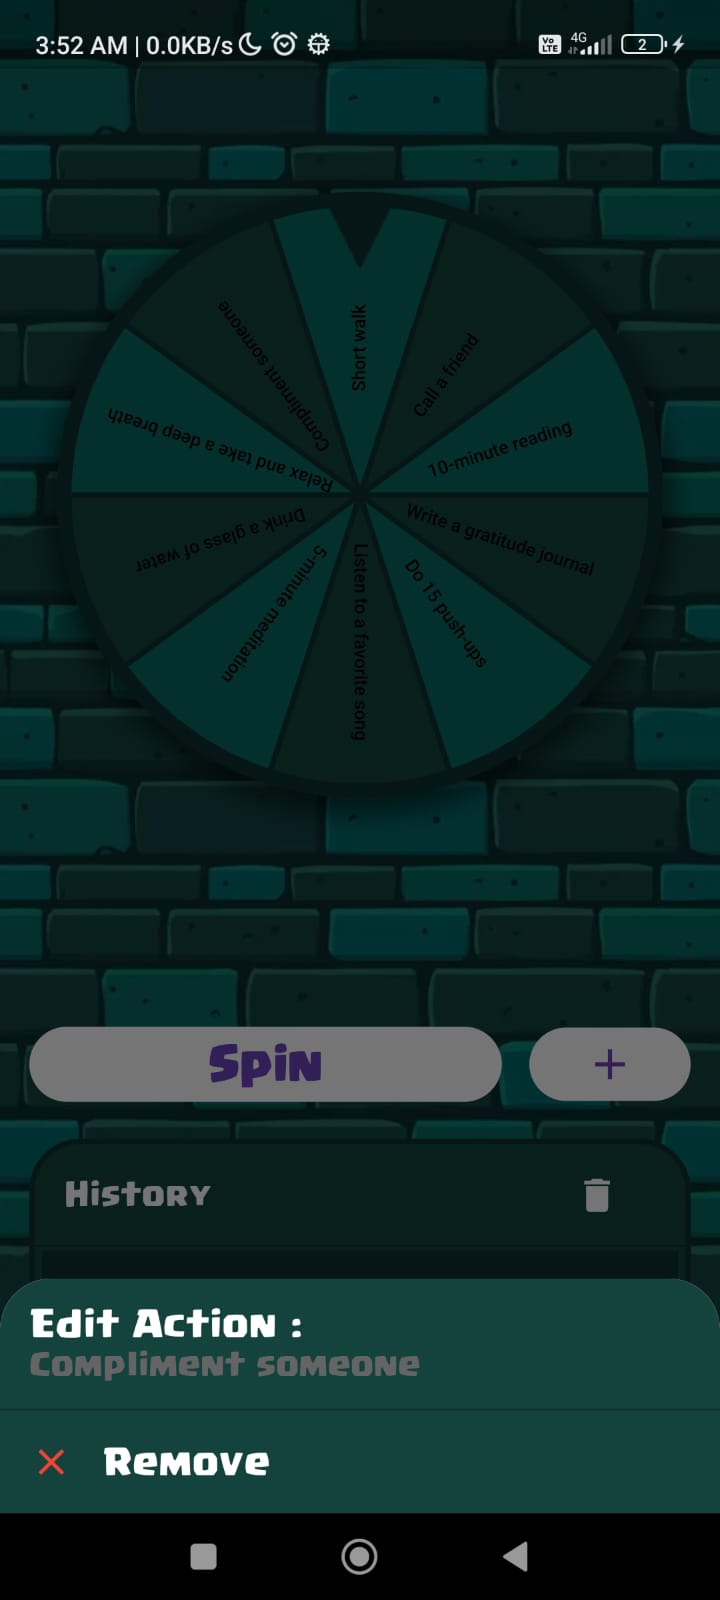 3:52 AM | 0.0KB/s
Vo LTE 4G 2
Short walk
Call a friend
10-minute reading
Write a gratitude journal
Do 15 push-ups
Listen to a favorite song
5-minute meditation
Drink a glass of water
Relax and take a deep breath
Compliment someone
Spin
+
History
Edit Action :
Compliment someone
Remove